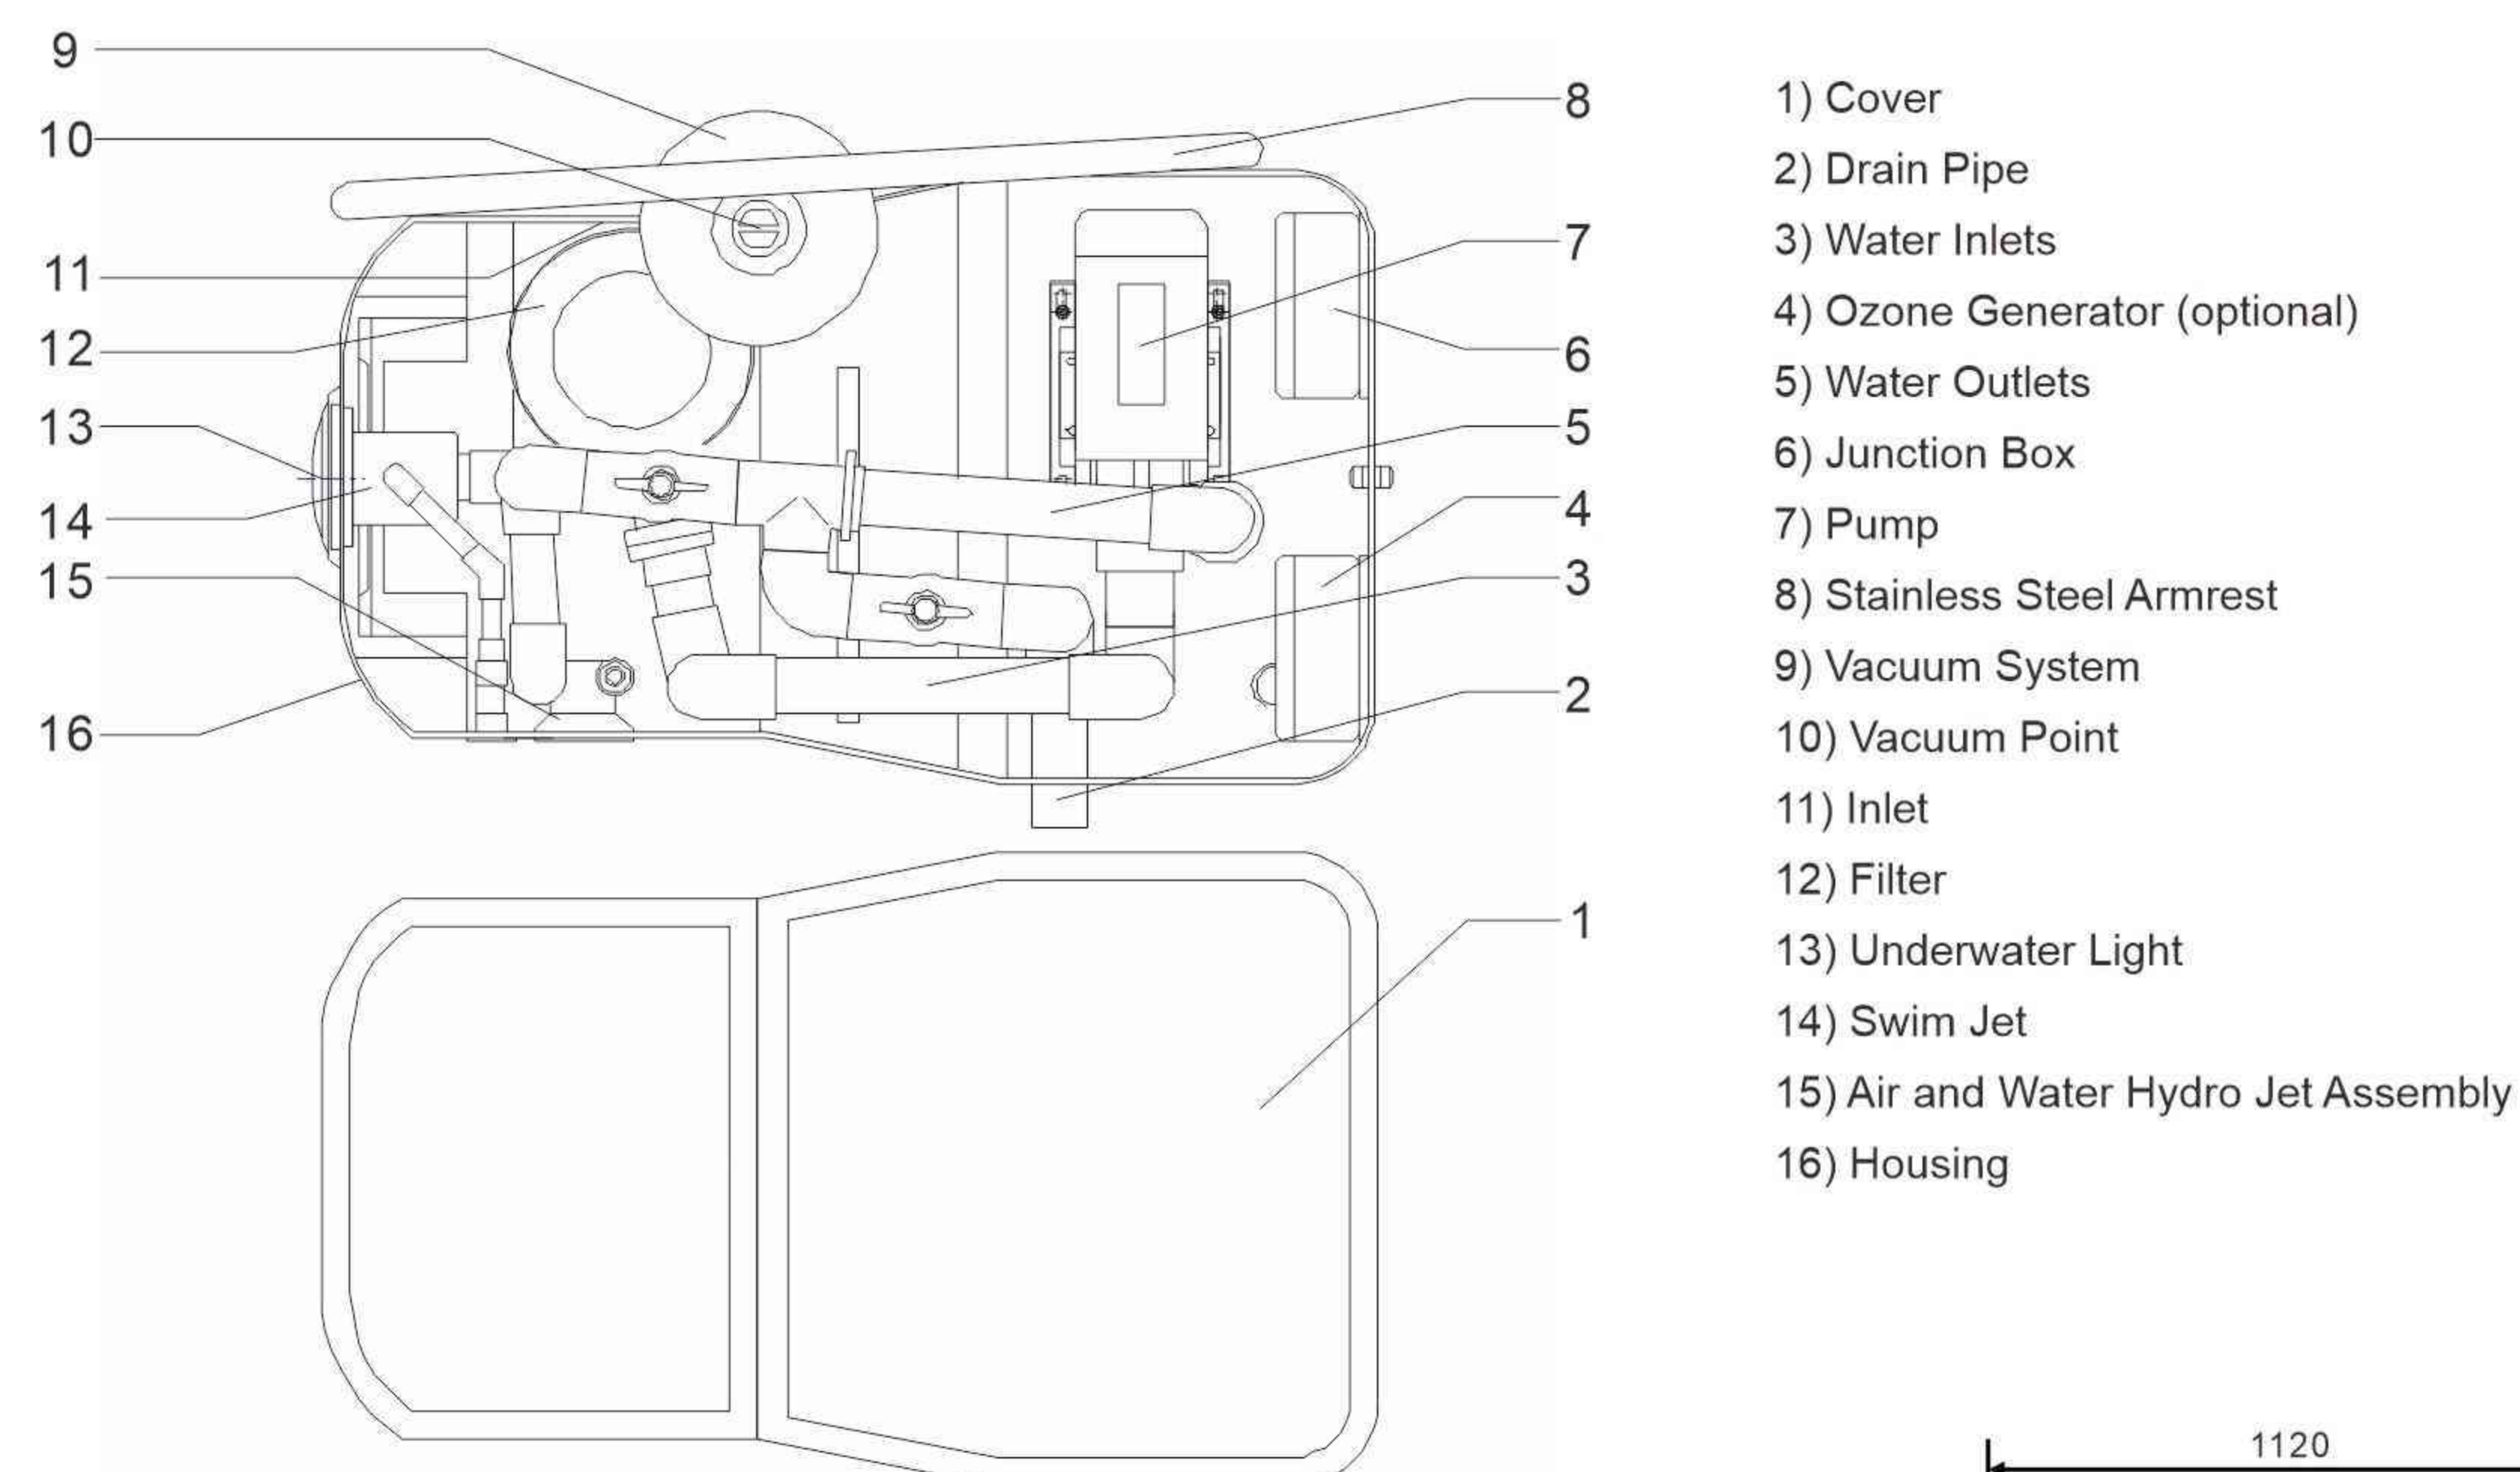 9
10
11
12
13
14
15
16
8
7
6
5
4
3
2
1
1) Cover
2) Drain Pipe
3) Water Inlets
4) Ozone Generator (optional)
5) Water Outlets
6) Junction Box
7) Pump
8) Stainless Steel Armrest
9) Vacuum System
10) Vacuum Point
11) Inlet
12) Filter
13) Underwater Light
14) Swim Jet
15) Air and Water Hydro Jet Assembly
16) Housing
1120